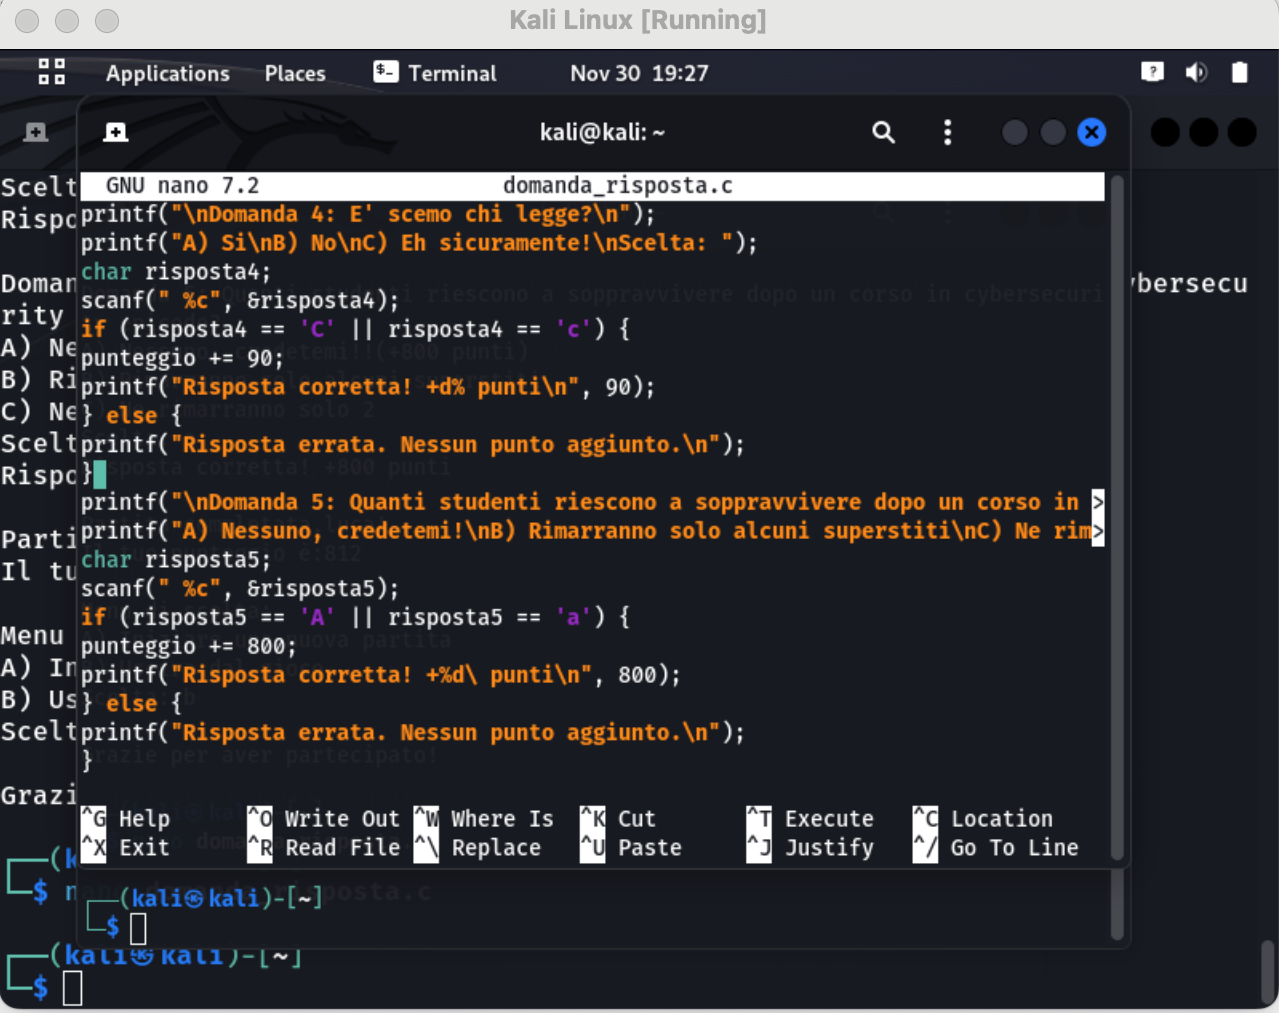 Kali Linux [Running]
Applications Places Terminal Nov 30 19:27
kali@kali: ~
GNU nano 7.2 domanda_risposta.c
printf("\nDomanda 4: E' scemo chi legge?\n");
printf("A) Si\nB) No\nC) Eh sicuramente!\nScelta: ");
char risposta4;
scanf(" %c", &risposta4);
if (risposta4 == 'C' || risposta4 == 'c') {
punteggio += 90;
printf("Risposta corretta! +d% punti\n", 90);
} else {
printf("Risposta errata. Nessun punto aggiunto.\n");
}
printf("\nDomanda 5: Quanti studenti riescono a soppravvivere dopo un corso in >
printf("A) Nessuno, credetemi!\nB) Rimarranno solo alcuni superstiti\nC) Ne rim>
char risposta5;
scanf(" %c", &risposta5);
if (risposta5 == 'A' || risposta5 == 'a') {
punteggio += 800;
printf("Risposta corretta! +%d\ punti\n", 800);
} else {
printf("Risposta errata. Nessun punto aggiunto.\n");
}
^G Help ^O Write Out ^W Where Is ^K Cut ^T Execute ^C Location
^X Exit ^R Read File ^\ Replace ^U Paste ^J Justify ^/ Go To Line
Scelt
Rispo
Doman
ybersecu
rity
A) Ne
B) Ri
C) Ne
Scelt
Rispo
Parti
Il tu
Menu
A) In
B) Us
Scelt
Grazi
(kali㉿kali)-[~]
$
(kali㉿kali)-[~]
$